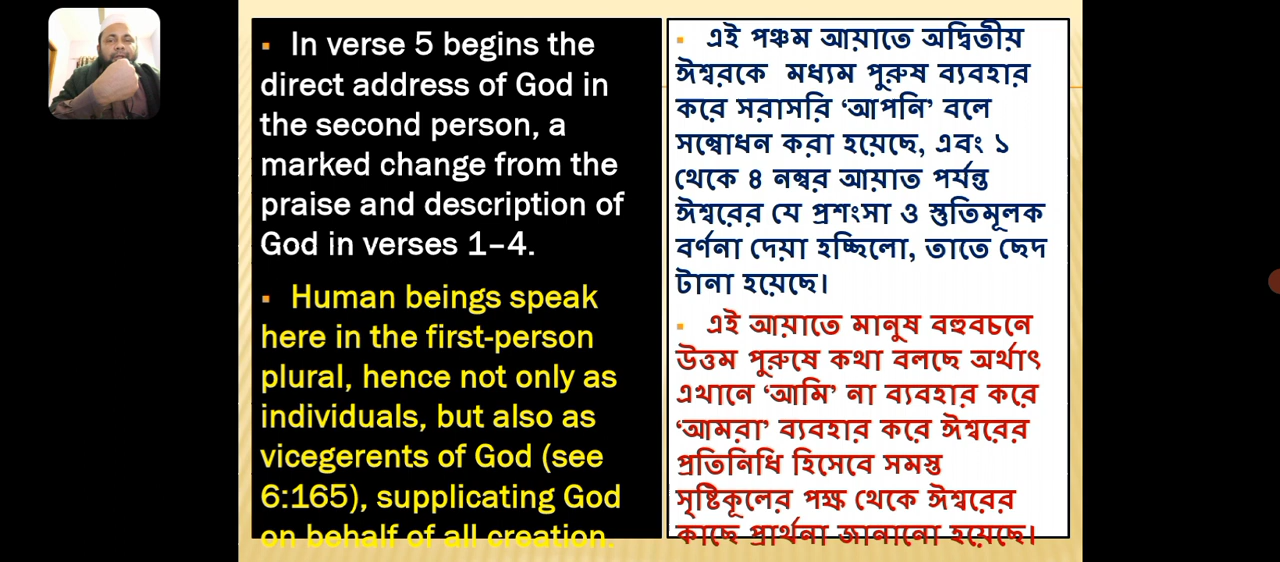 ▪ In verse 5 begins the
direct address of God in
the second person, a
marked change from the
praise and description of
God in verses 1–4.
▪ Human beings speak
here in the first-person
plural, hence not only as
individuals, but also as
vicegerents of God (see
6:165), supplicating God
on behalf of all creation.
▪ এই পঞ্চম আয়াতে অদ্বিতীয়
ঈশ্বরকে মধ্যম পুরুষ ব্যবহার
করে সরাসরি ‘আপনি’ বলে
সম্বোধন করা হয়েছে, এবং ১
থেকে ৪ নম্বর আয়াত পর্যন্ত
ঈশ্বরের যে প্রশংসা ও স্তুতিমূলক
বর্ণনা দেয়া হচ্ছিলো, তাতে ছেদ
টানা হয়েছে।
▪ এই আয়াতে মানুষ বহুবচনে
উত্তম পুরুষে কথা বলছে অর্থাৎ
এখানে ‘আমি’ না ব্যবহার করে
‘আমরা’ ব্যবহার করে ঈশ্বরের
প্রতিনিধি হিসেবে সমস্ত
সৃষ্টিকূলের পক্ষ থেকে ঈশ্বরের
কাছে প্রার্থনা জানানো হয়েছে।